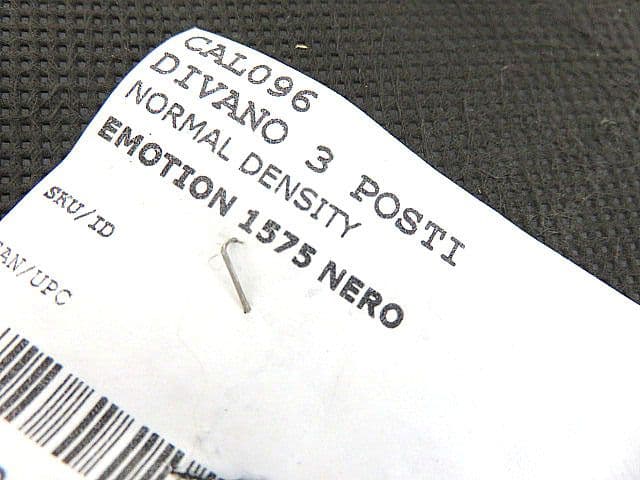 CAL096
DIVANO 3 POSTI
NORMAL DENSITY
EMOTION 1575 NERO
SKU/ID
EAN/UPC